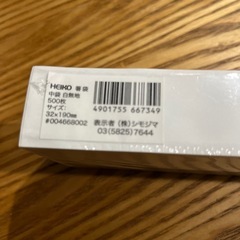 HEIKO 箸袋
中袋 白無地
500枚
サイズ:
32×190㎜
#004668002
4901755 667349
表示者 (株) シモジマ
03(5825)7644